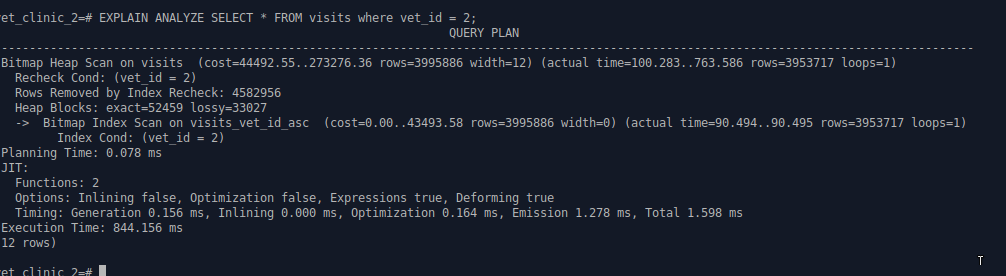 vet_clinic_2=# EXPLAIN ANALYZE SELECT * FROM visits where vet_id = 2;
QUERY PLAN
-----------------------------------------------------------------------------------------------------------------------------------------
Bitmap Heap Scan on visits  (cost=44492.55..273276.36 rows=3995886 width=12) (actual time=100.283..763.586 rows=3953717 loops=1)
  Recheck Cond: (vet_id = 2)
  Rows Removed by Index Recheck: 4582956
  Heap Blocks: exact=52459 lossy=33027
  ->  Bitmap Index Scan on visits_vet_id_asc  (cost=0.00..43493.58 rows=3995886 width=0) (actual time=90.494..90.495 rows=3953717 loops=1)
        Index Cond: (vet_id = 2)
Planning Time: 0.078 ms
JIT:
  Functions: 2
  Options: Inlining false, Optimization false, Expressions true, Deforming true
  Timing: Generation 0.156 ms, Inlining 0.000 ms, Optimization 0.164 ms, Emission 1.278 ms, Total 1.598 ms
Execution Time: 844.156 ms
12 rows)
vet_clinic_2=#